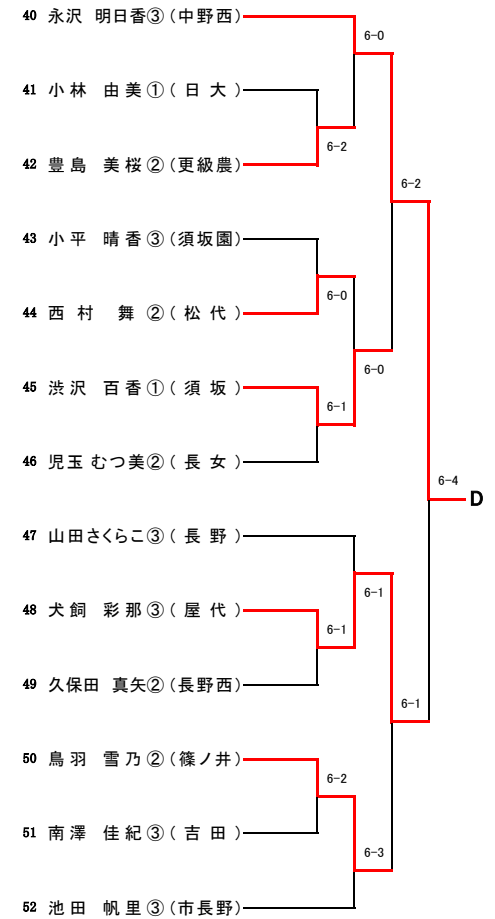 40 永沢 明日香③(中野西)
6-0
41 小林 由美①(日大)
6-2
42 豊島 美桜②(更級農)
6-2
43 小平 晴香③(須坂園)
6-0
44 西村 舞②(松代)
6-0
45 渋沢 百香①(須坂)
6-1
46 児玉 むつ美②(長女)
6-4
D
47 山田さくらこ③(長野)
6-1
48 犬飼 彩那③(屋代)
6-1
49 久保田 真矢②(長野西)
6-1
50 鳥羽 雪乃②(篠ノ井)
6-2
51 南澤 佳紀③(吉田)
6-3
52 池田 帆里③(市長野)